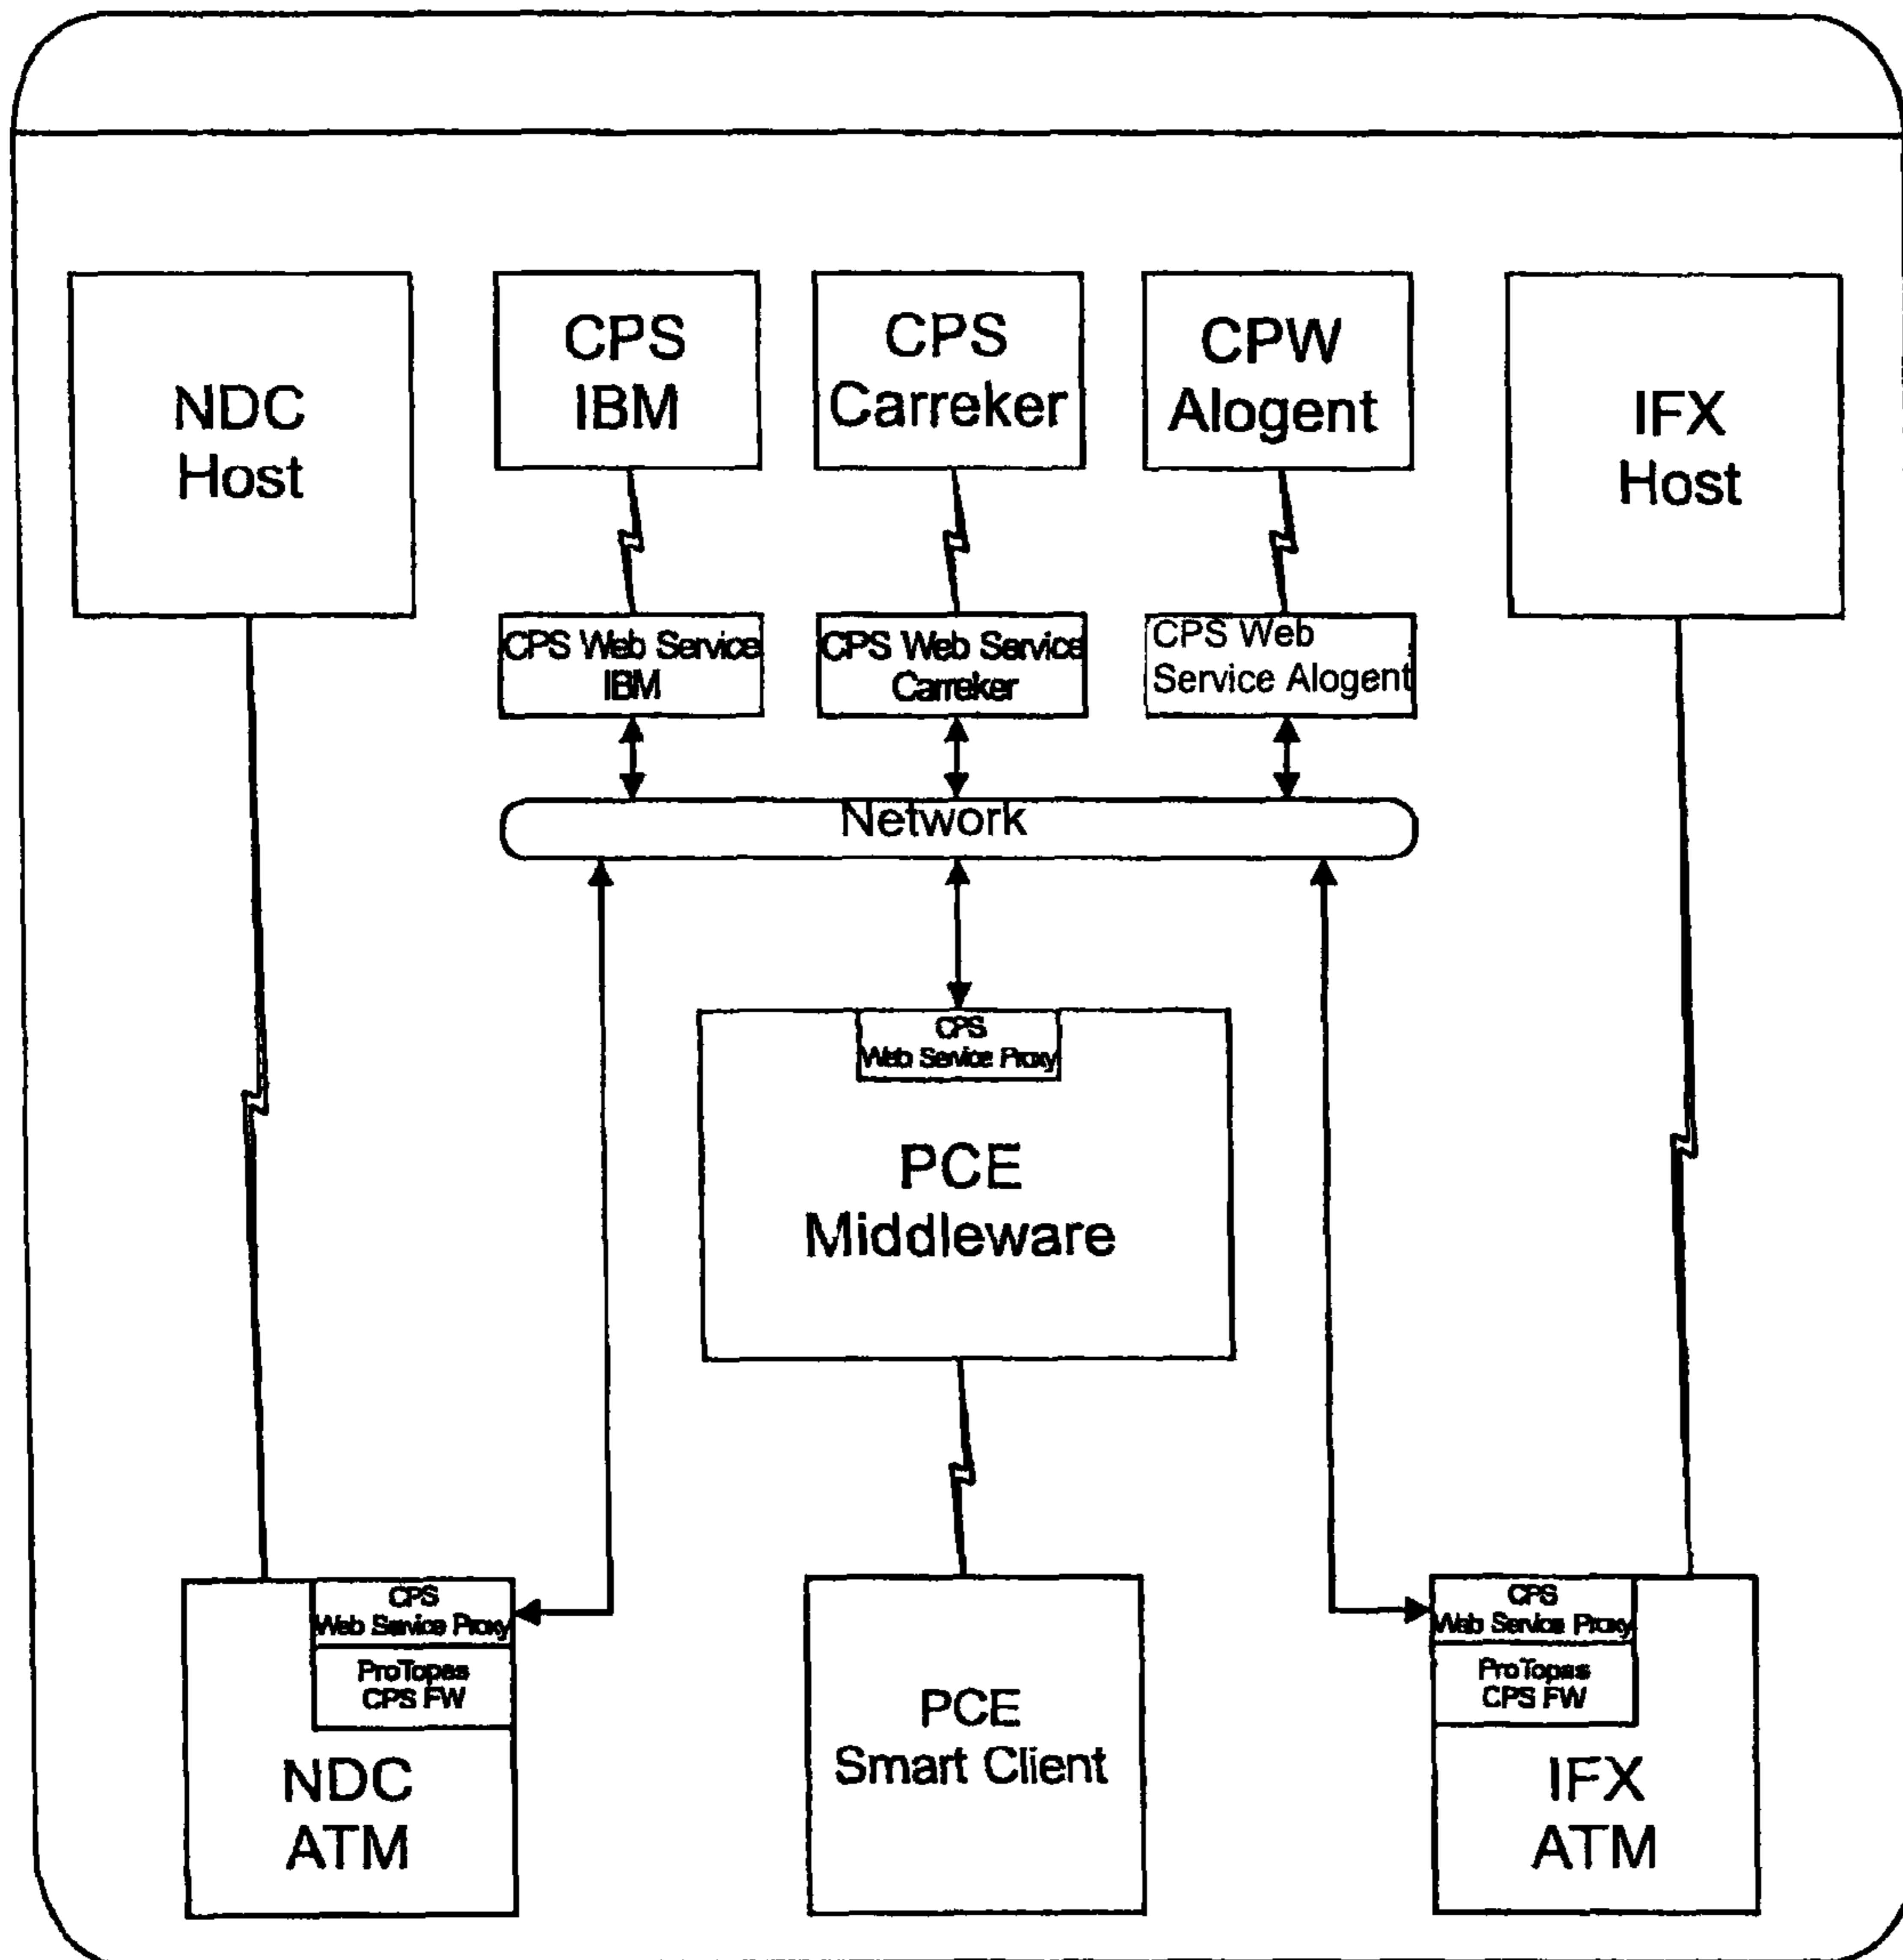 NDC
Host
CPS
IBM
CPS
Carreker
CPW
Alogent
IFX
Host
CPS Web Service
IBM
CPS Web Service
Carreker
CPS Web
Service Alogent
Network
CPS
Web Service Proxy
PCE
Middleware
CPS
Web Service Proxy
ProTopas
CPS FW
NDC
ATM
PCE
Smart Client
CPS
Web Service Proxy
ProTopas
CPS FW
IFX
ATM